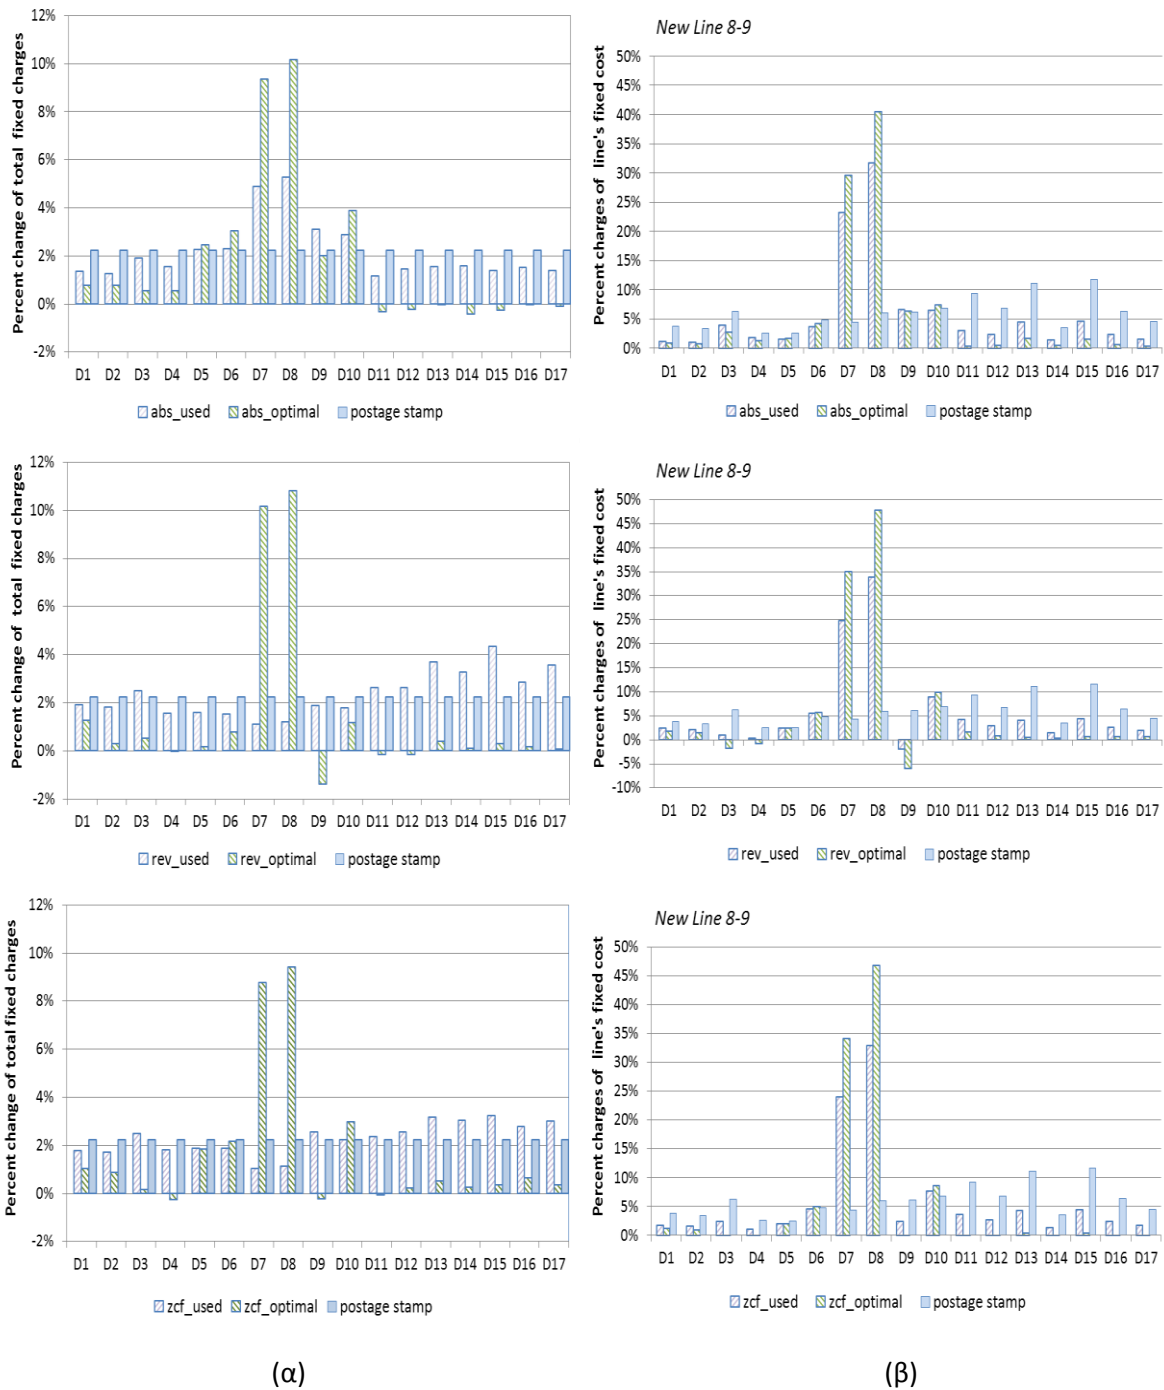 Percent change of total fixed charges
12%
10%
8%
6%
4%
2%
0%
-2%
D1 D2 D3 D4 D5 D6 D7 D8 D9 D10 D11 D12 D13 D14 D15 D16 D17
abs_used abs_optimal postage stamp
New Line 8-9
Percent charges of line's fixed cost
50%
45%
40%
35%
30%
25%
20%
15%
10%
5%
0%
D1 D2 D3 D4 D5 D6 D7 D8 D9 D10 D11 D12 D13 D14 D15 D16 D17
abs_used abs_optimal postage stamp
Percent change of total fixed charges
12%
10%
8%
6%
4%
2%
0%
-2%
D1 D2 D3 D4 D5 D6 D7 D8 D9 D10 D11 D12 D13 D14 D15 D16 D17
rev_used rev_optimal postage stamp
New Line 8-9
Percent charges of line's fixed cost
50%
45%
40%
35%
30%
25%
20%
15%
10%
5%
0%
-5%
-10%
D1 D2 D3 D4 D5 D6 D7 D8 D9 D10 D11 D12 D13 D14 D15 D16 D17
rev_used rev_optimal postage stamp
Percent change of total fixed charges
12%
10%
8%
6%
4%
2%
0%
-2%
D1 D2 D3 D4 D5 D6 D7 D8 D9 D10 D11 D12 D13 D14 D15 D16 D17
zcf_used zcf_optimal postage stamp
New Line 8-9
Percent charges of line's fixed cost
50%
45%
40%
35%
30%
25%
20%
15%
10%
5%
0%
D1 D2 D3 D4 D5 D6 D7 D8 D9 D10 D11 D12 D13 D14 D15 D16 D17
zcf_used zcf_optimal postage stamp
(α)
(β)